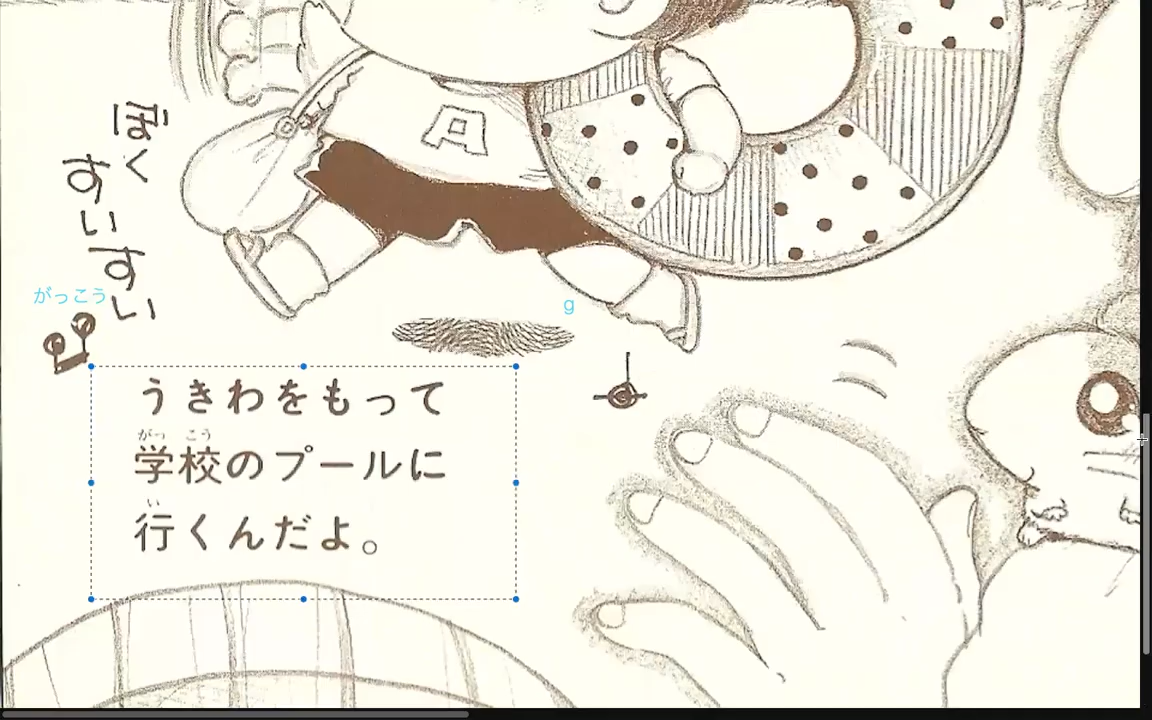 A
ぼく
すいすい
がっこう
g
うきわをもって
がっ こう
学校のプールに
い
行くんだよ。